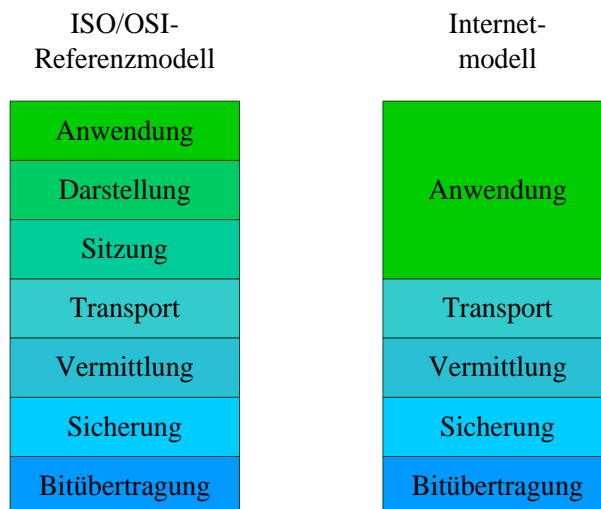 ISO/OSI-
Referenzmodell
Anwendung
Darstellung
Sitzung
Transport
Vermittlung
Sicherung
Bitübertragung
Internet-
modell
Anwendung
Transport
Vermittlung
Sicherung
Bitübertragung